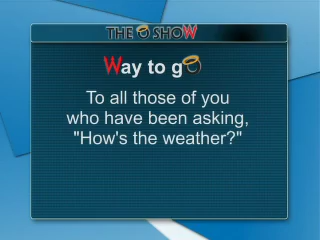 THE O SHOW
Way to go
To all those of you
who have been asking,
"How's the weather?"